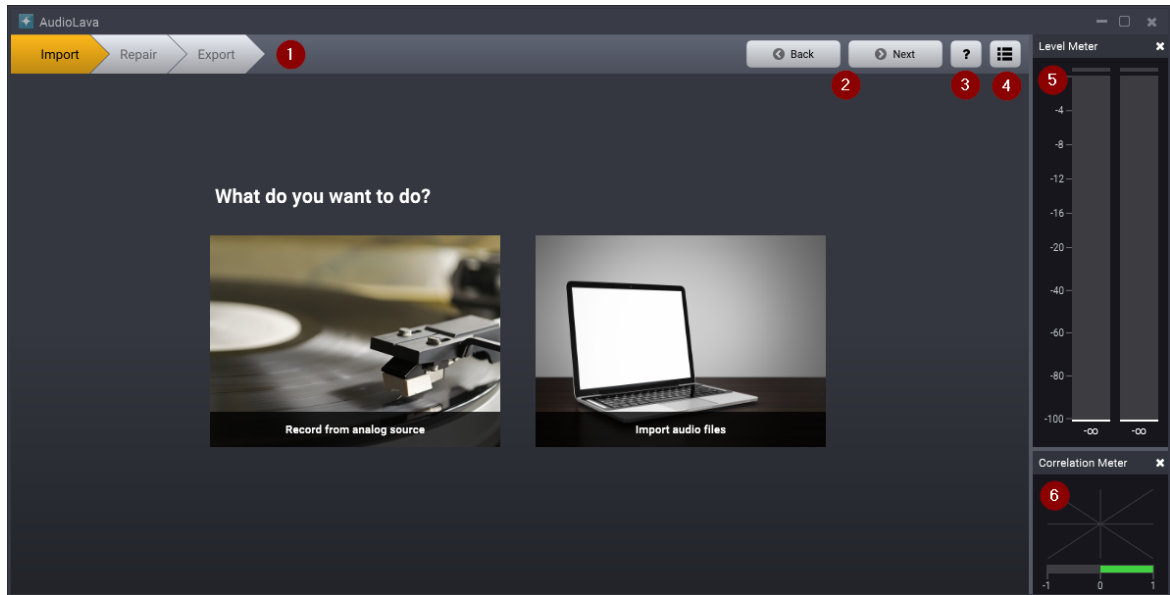 AudioLava
Import Repair Export 1
Back Next ?
2 3 4
Level Meter
5
-4
-8
-12
-16
-20
-40
-60
-80
-100
-∞ -∞
What do you want to do?
Record from analog source
Import audio files
Correlation Meter
6
-1 0 1